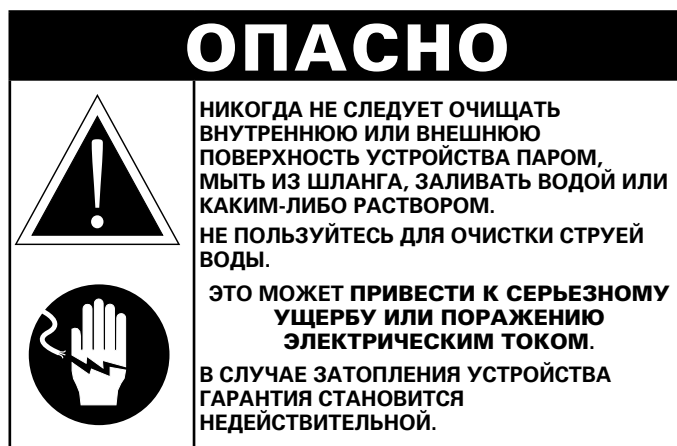 ОПАСНО
НИКОГДА НЕ СЛЕДУЕТ ОЧИЩАТЬ
ВНУТРЕННЮЮ ИЛИ ВНЕШНЮЮ
ПОВЕРХНОСТЬ УСТРОЙСТВА ПАРОМ,
МЫТЬ ИЗ ШЛАНГА, ЗАЛИВАТЬ ВОДОЙ ИЛИ
КАКИМ-ЛИБО РАСТВОРОМ.
НЕ ПОЛЬЗУЙТЕСЬ ДЛЯ ОЧИСТКИ СТРУЕЙ
ВОДЫ.
ЭТО МОЖЕТ ПРИВЕСТИ К СЕРЬЕЗНОМУ
УЩЕРБУ ИЛИ ПОРАЖЕНИЮ
ЭЛЕКТРИЧЕСКИМ ТОКОМ.
В СЛУЧАЕ ЗАТОПЛЕНИЯ УСТРОЙСТВА
ГАРАНТИЯ СТАНОВИТСЯ
НЕДЕЙСТВИТЕЛЬНОЙ.